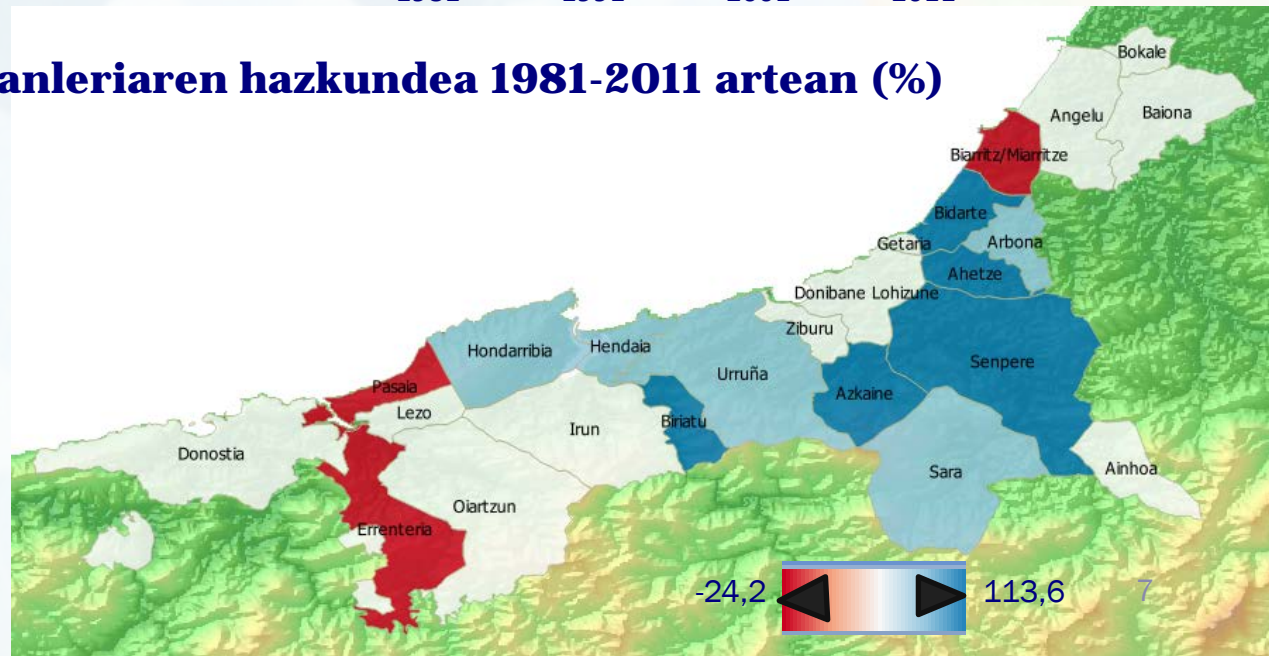 anleriaren hazkundea 1981-2011 artean (%)
Bokale
Angelu
Baiona
Biarritz/Miarritze
Bidarte
Getaria
Arbona
Ahetze
Donibane Lohizune
Ziburu
Hondarribia
Hendaia
Urruña
Senpere
Pasaia
Azkaine
Lezo
Biriatu
Irun
Donostia
Sara
Ainhoa
Oiartzun
Errenteria
-24,2
113,6
7